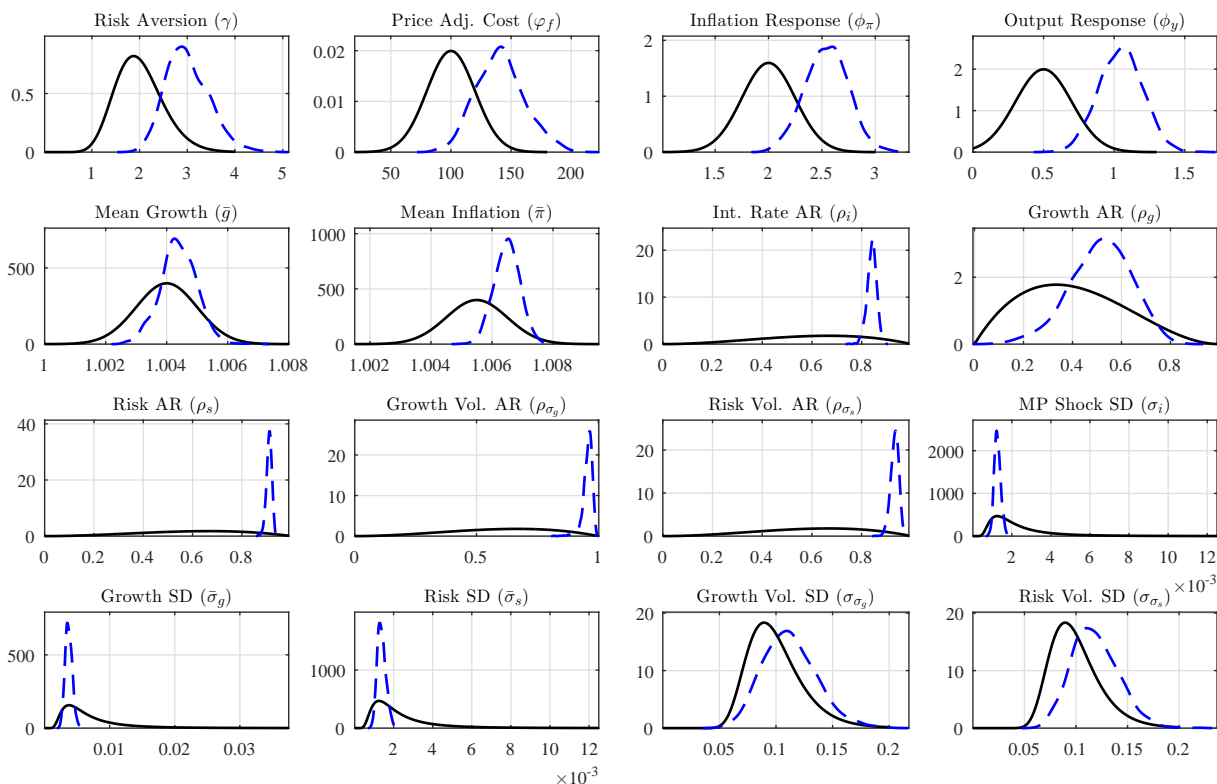 Risk Aversion (γ) Price Adj. Cost (φ_f) Inflation Response (ϕ_π) Output Response (ϕ_y)
0.5
0
1 2 3 4 5
0.02
0.01
0
50 100 150 200
2
1
0
1 1.5 2 2.5 3
2
1
0
0 0.5 1 1.5
Mean Growth (ḡ) Mean Inflation (π̄) Int. Rate AR (ρ_i) Growth AR (ρ_g)
500
0
1 1.002 1.004 1.006 1.008
1000
500
0
1.002 1.004 1.006 1.008
20
10
0
0 0.2 0.4 0.6 0.8
2
0
0 0.2 0.4 0.6 0.8
Risk AR (ρ_s) Growth Vol. AR (ρ_{σ_g}) Risk Vol. AR (ρ_{σ_s}) MP Shock SD (σ_i)
40
20
0
0 0.2 0.4 0.6 0.8
20
10
0
0 0.5 1
20
10
0
0 0.2 0.4 0.6 0.8
2000
1000
0
2 4 6 8 10 12
×10⁻³
Growth SD (σ̄_g) Risk SD (σ̄_s) Growth Vol. SD (σ_{σ_g}) Risk Vol. SD (σ_{σ_s})
500
0
0.01 0.02 0.03
1000
0
2 4 6 8 10 12
×10⁻³
20
10
0
0.05 0.1 0.15 0.2
20
10
0
0.05 0.1 0.15 0.2